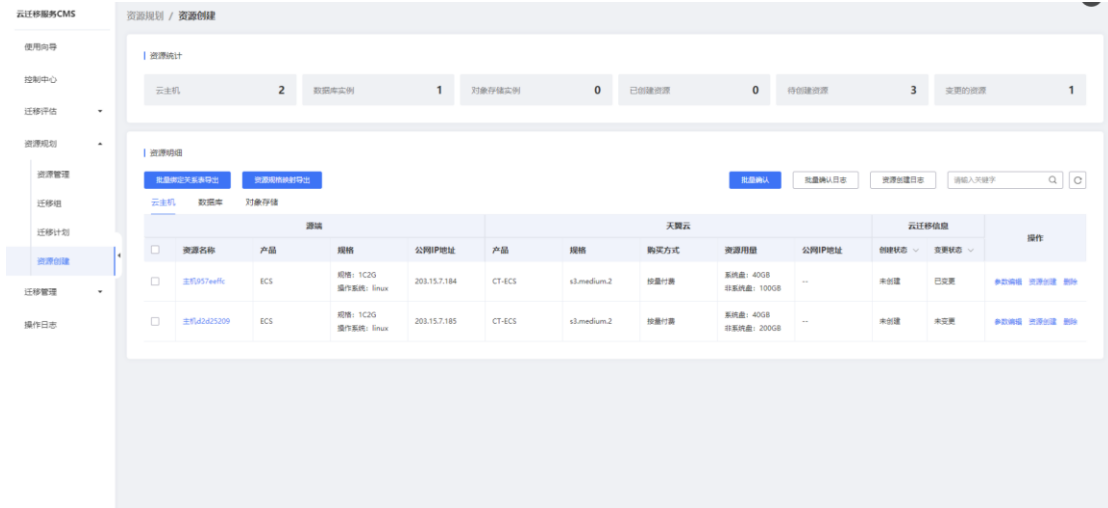 云迁移服务CMS
资源规划 / 资源创建
使用向导
控制中心
迁移评估
资源规划
资源管理
迁移组
迁移计划
资源创建
迁移管理
操作日志
资源统计
云主机 2 数据库实例 1 对象存储实例 0 已创建资源 0 待创建资源 3 变更的资源 1
资源明细
批量绑定关系表导出 资源规格映射导出 批量确认 批量确认日志 资源创建日志 请输入关键字
云主机 数据库 对象存储
源端 天翼云 云迁移信息 操作
资源名称 产品 规格 公网IP地址 产品 规格 购买方式 资源用量 公网IP地址 创建状态 变更状态
主机957eeffc ECS 规格：1C2G 203.15.7.184 CT-ECS s3.medium.2 按量付费 系统盘：40GB -- 未创建 已变更 参数编辑 资源创建 删除
操作系统：linux 非系统盘：100GB
主机d2d25209 ECS 规格：1C2G 203.15.7.185 CT-ECS s3.medium.2 按量付费 系统盘：40GB -- 未创建 未变更 参数编辑 资源创建 删除
操作系统：linux 非系统盘：200GB